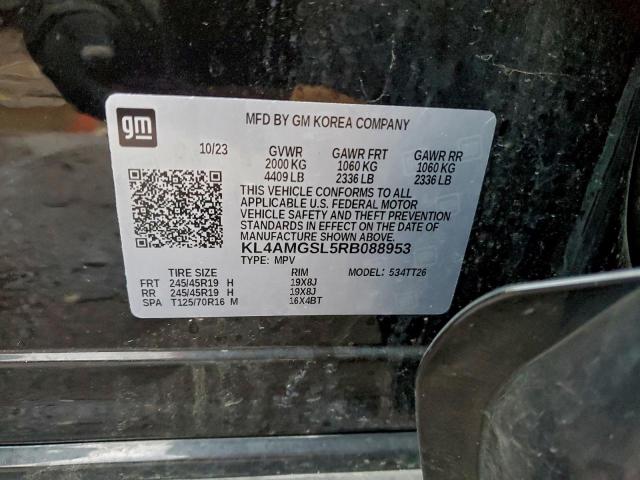 gm
MFD BY GM KOREA COMPANY
10/23 GVWR GAWR FRT GAWR RR
2000 KG 1060 KG 1060 KG
4409 LB 2336 LB 2336 LB
THIS VEHICLE CONFORMS TO ALL
APPLICABLE U.S. FEDERAL MOTOR
VEHICLE SAFETY AND THEFT PREVENTION
STANDARDS IN EFFECT ON THE DATE OF
MANUFACTURE SHOWN ABOVE.
KL4AMGSL5RB088953
TYPE: MPV MODEL: 534TT26
TIRE SIZE RIM
FRT 245/45R19 H 19X8J
RR 245/45R19 H 19X8J
SPA T125/70R16 M 16X4BT